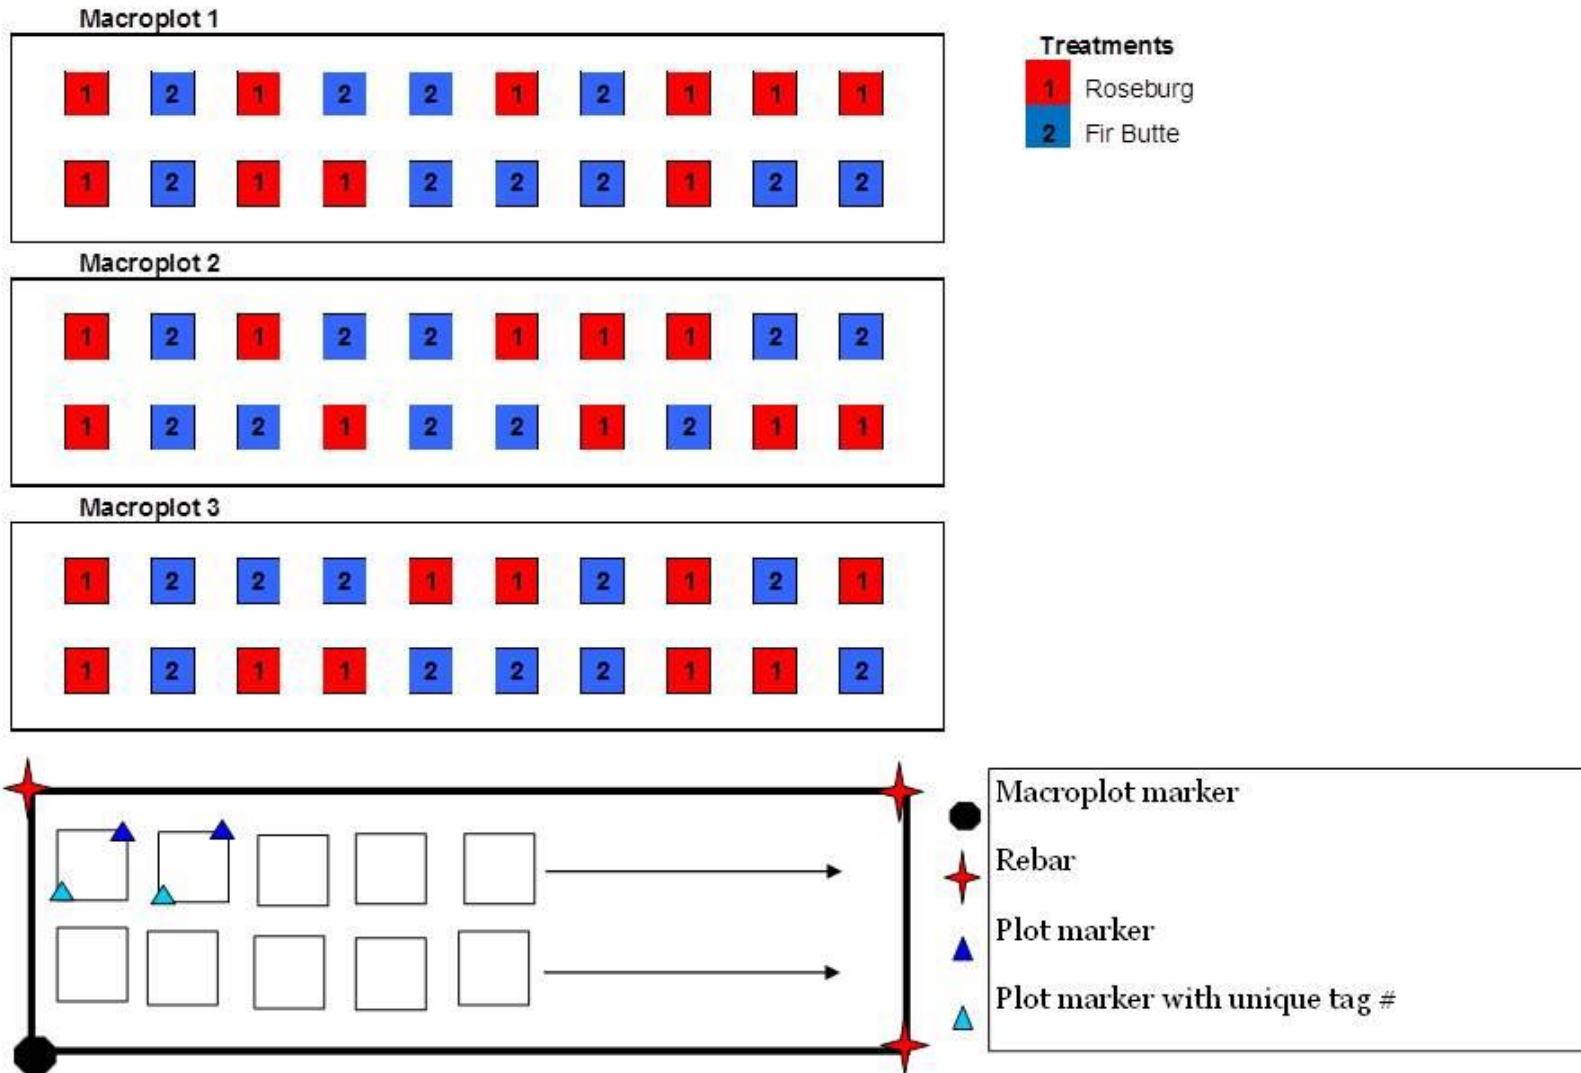 Macroplot 1
1 2 1 2 2 1 2 1 1 1
1 2 1 1 2 2 2 1 2 2
Treatments
1 Roseburg
2 Fir Butte
Macroplot 2
1 2 1 2 2 1 1 1 2 2
1 2 2 1 2 2 1 2 1 1
Macroplot 3
1 2 2 2 1 1 2 1 2 1
1 2 1 1 2 2 2 1 1 2
Macroplot marker
Rebar
Plot marker
Plot marker with unique tag #